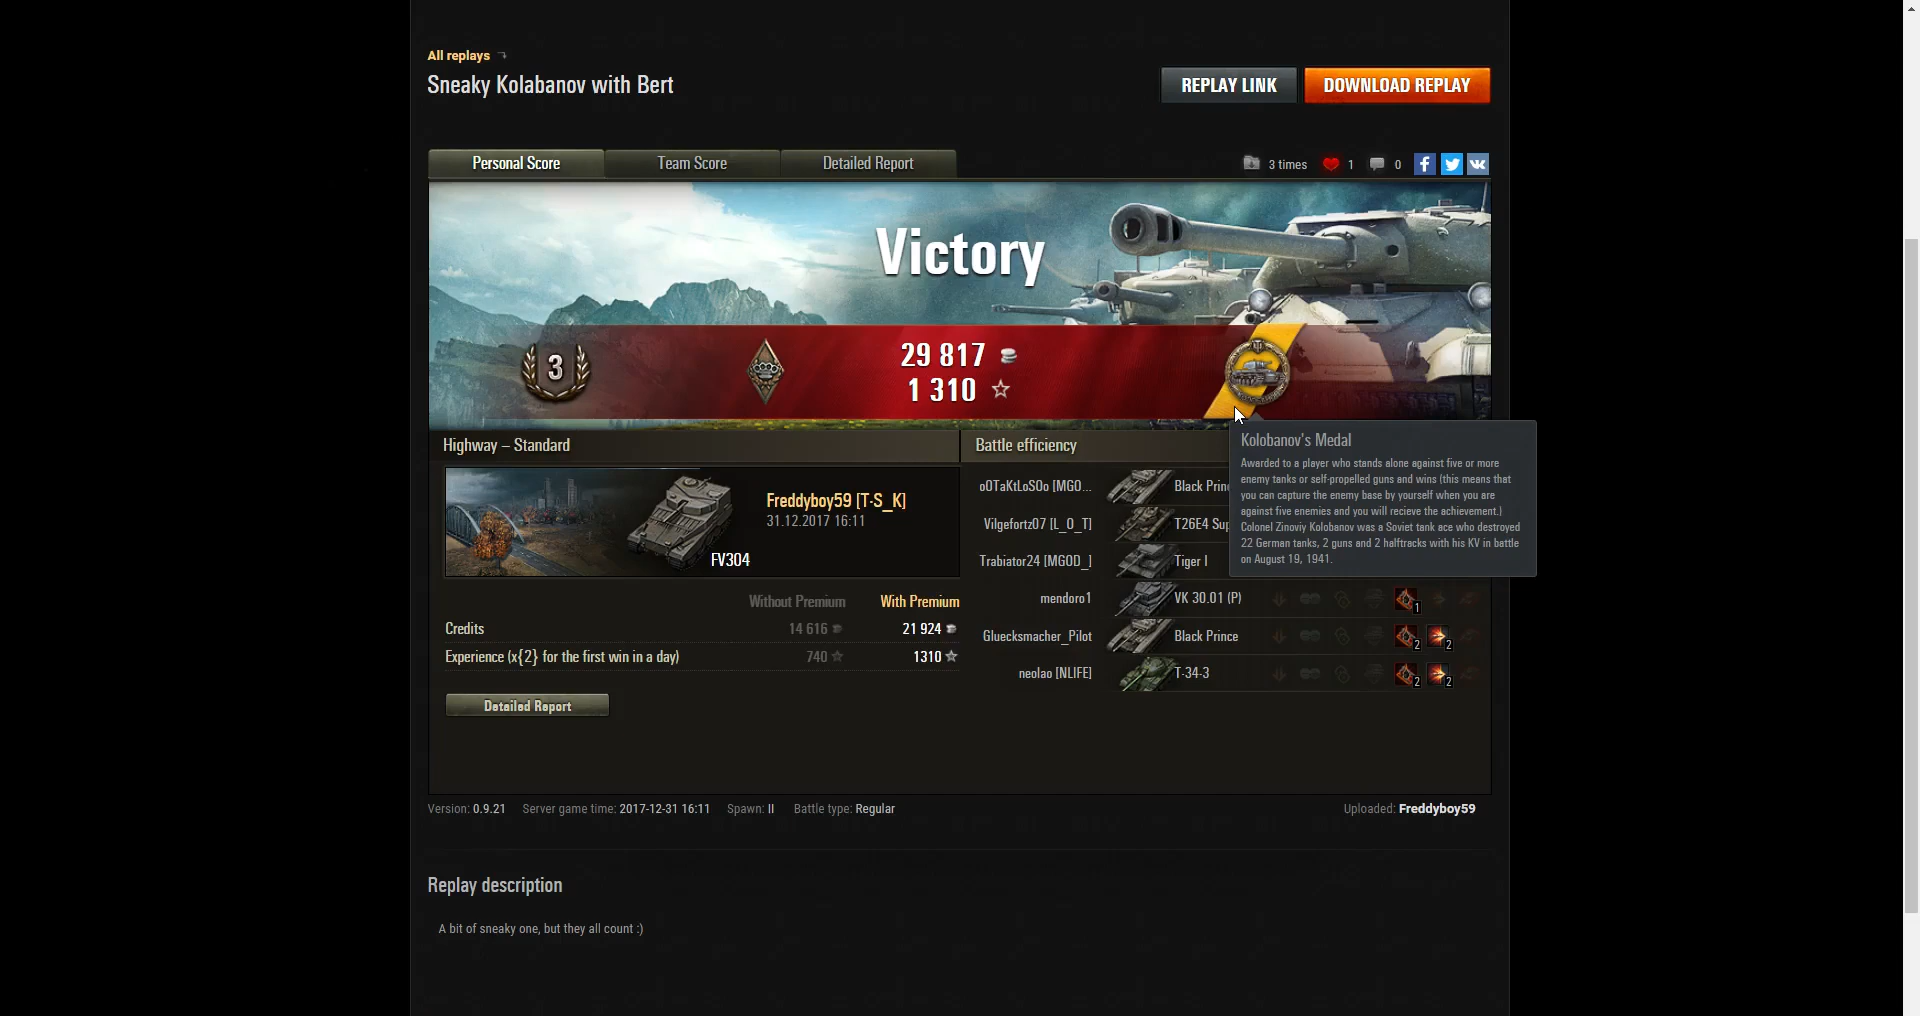 All replays
Sneaky Kolabanov with Bert
REPLAY LINK
DOWNLOAD REPLAY
Personal Score
Team Score
Detailed Report
3 times
1
0
Victory
3
29 817
1 310
Highway – Standard
Battle efficiency
Freddyboy59 [T-S_K]
31.12.2017 16:11
FV304
Without Premium
With Premium
Credits
14 616
21 924
Experience (x{2} for the first win in a day)
740
1310
Detailed Report
oOTaKtLoSOo [MGO...
Black Prin
Vilgefortz07 [L_O_T]
T26E4 Sup
Trabiator24 [MGOD_]
Tiger I
mendoro1
VK 30.01 (P)
1
Gluecksmacher_Pilot
Black Prince
2
2
neolao [NLIFE]
T-34-3
2
2
Kolobanov's Medal
Awarded to a player who stands alone against five or more
enemy tanks or self-propelled guns and wins (this means that
you can capture the enemy base by yourself when you are
against five enemies and you will recieve the achievement.)
Colonel Zinoviy Kolobanov was a Soviet tank ace who destroyed
22 German tanks, 2 guns and 2 halftracks with his KV in battle
on August 19, 1941.
Version: 0.9.21
Server game time: 2017-12-31 16:11
Spawn: II
Battle type: Regular
Uploaded: Freddyboy59
Replay description
A bit of sneaky one, but they all count :)